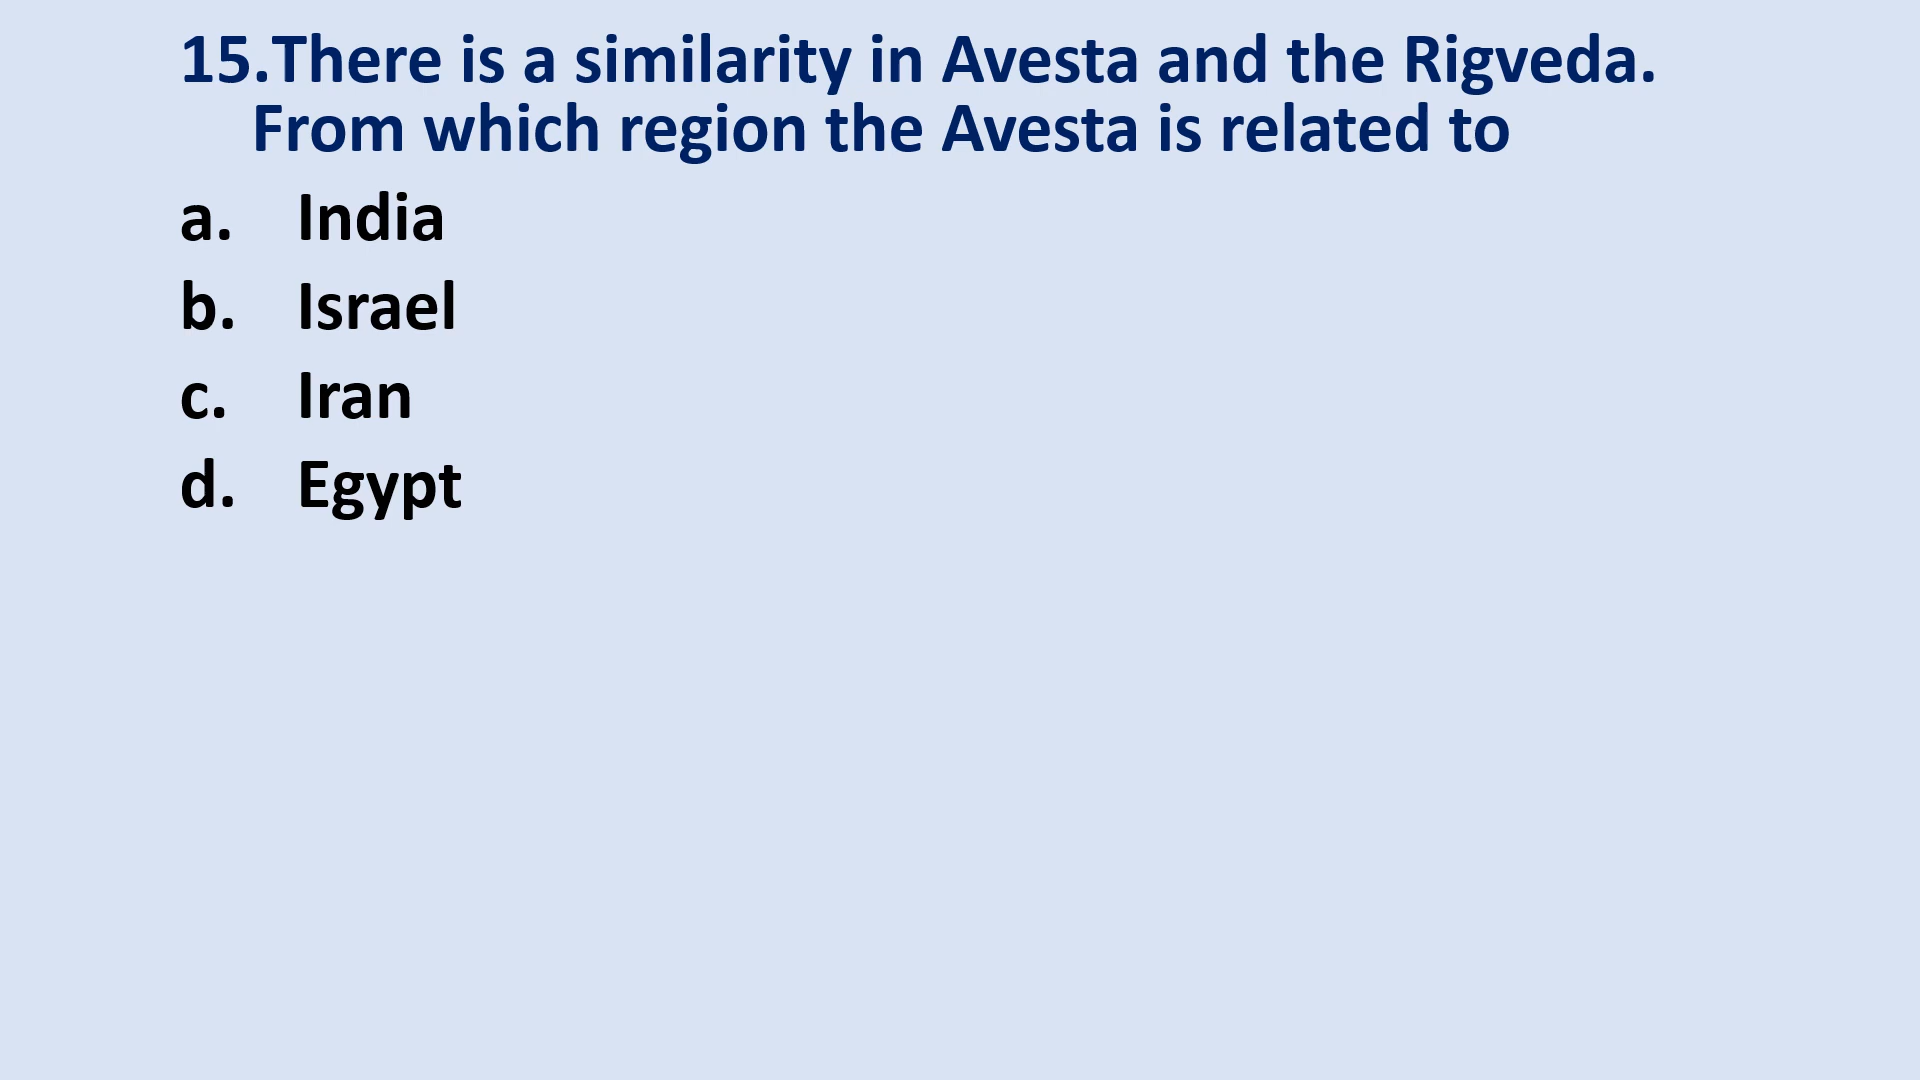 15.There is a similarity in Avesta and the Rigveda.
From which region the Avesta is related to
a. India
b. Israel
c. Iran
d. Egypt